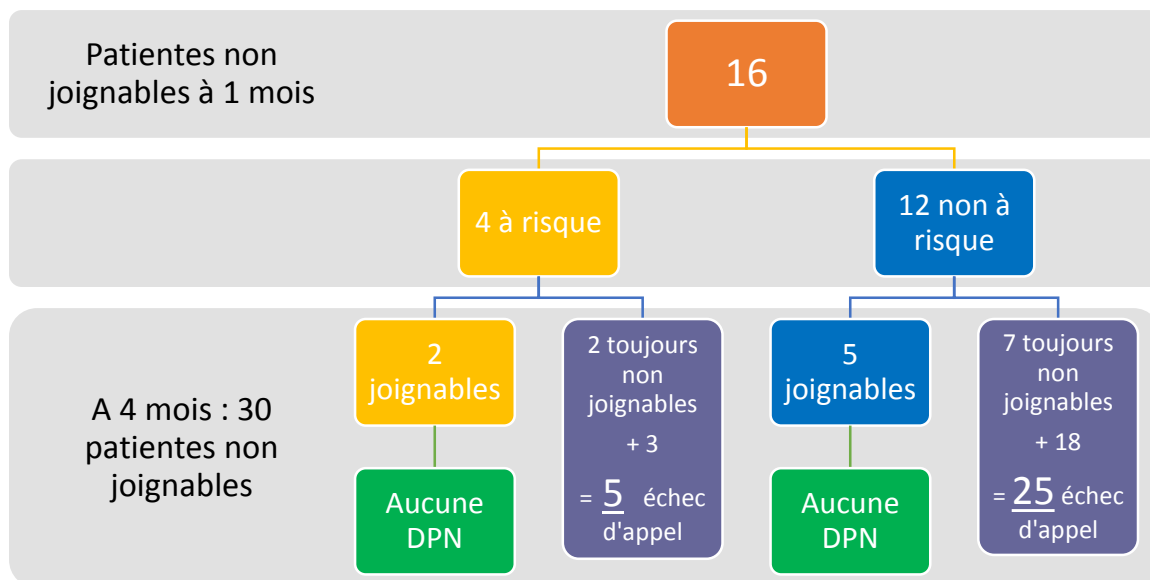 Patientes non
joignables à 1 mois
16
4 à risque
12 non à
risque
A 4 mois : 30
patientes non
joignables
2
joignables
2 toujours
non
joignables
+ 3
= 5 échec
d'appel
5
joignables
7 toujours
non
joignables
+ 18
= 25 échec
d'appel
Aucune
DPN
Aucune
DPN